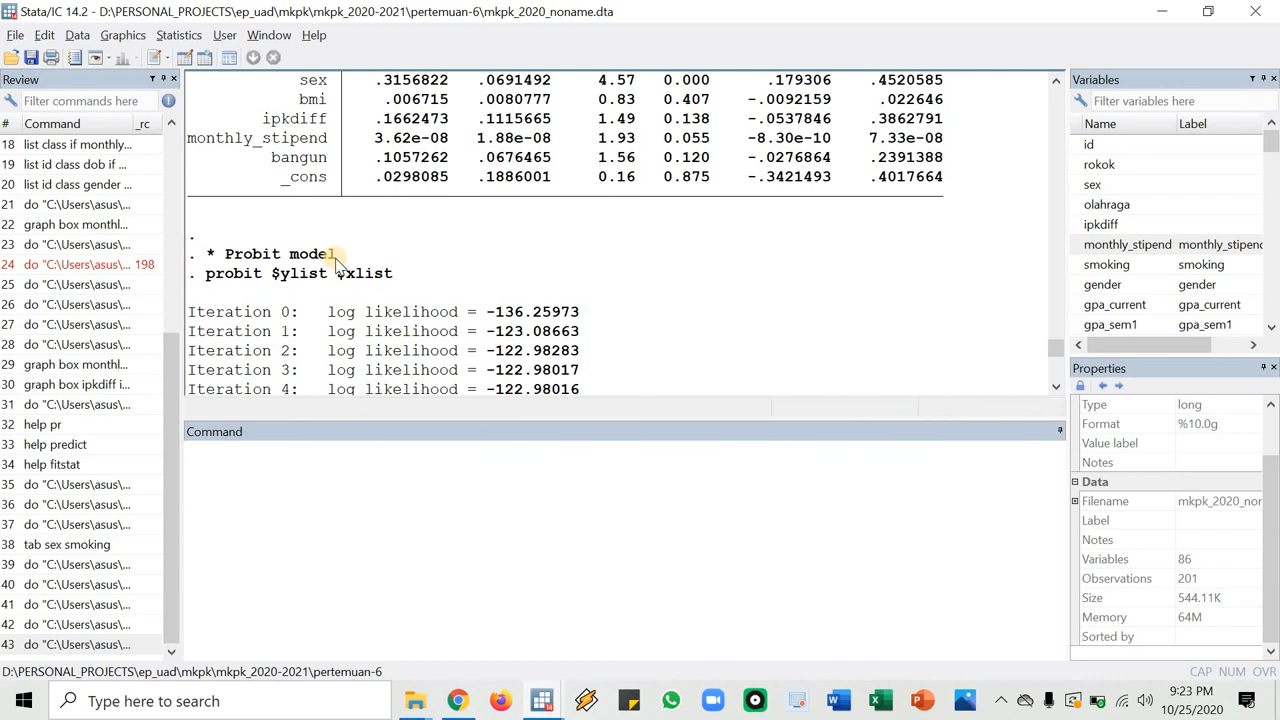 Stata/IC 14.2 - D:\PERSONAL_PROJECTS\ep_uad\mkpk\mkpk_2020-2021\pertemuan-6\mkpk_2020_noname.dta
File Edit Data Graphics Statistics User Window Help
Review
Filter commands here
# Command _rc
18 list class if monthly...
19 list id class dob if ...
20 list id class gender ...
21 do "C:\Users\asus\...
22 graph box monthl...
23 do "C:\Users\asus\...
24 do "C:\Users\asus\... 198
25 do "C:\Users\asus\...
26 do "C:\Users\asus\...
27 do "C:\Users\asus\...
28 do "C:\Users\asus\...
29 graph box monthl...
30 graph box ipkdiff i...
31 do "C:\Users\asus\...
32 help pr
33 help predict
34 help fitstat
35 do "C:\Users\asus\...
36 do "C:\Users\asus\...
37 do "C:\Users\asus\...
38 tab sex smoking
39 do "C:\Users\asus\...
40 do "C:\Users\asus\...
41 do "C:\Users\asus\...
42 do "C:\Users\asus\...
43 do "C:\Users\asus\...
sex .3156822 .0691492 4.57 0.000 .179306 .4520585
bmi .006715 .0080777 0.83 0.407 -.0092159 .022646
ipkdiff .1662473 .1115665 1.49 0.138 -.0537846 .3862791
monthly_stipend 3.62e-08 1.88e-08 1.93 0.055 -8.30e-10 7.33e-08
bangun .1057262 .0676465 1.56 0.120 -.0276864 .2391388
_cons .0298085 .1886001 0.16 0.875 -.3421493 .4017664
.
. * Probit model
. probit $ylist $xlist
Iteration 0: log likelihood = -136.25973
Iteration 1: log likelihood = -123.08663
Iteration 2: log likelihood = -122.98283
Iteration 3: log likelihood = -122.98017
Iteration 4: log likelihood = -122.98016
Command
Variables
Filter variables here
Name Label
id
rokok
sex
olahraga
ipkdiff
monthly_stipend monthly_stipend
smoking smoking
gender gender
gpa_current gpa_current
gpa_sem1 gpa_sem1
Properties
Type long
Format %10.0g
Value label
Notes
Data
Filename mkpk_2020_nor
Label
Notes
Variables 86
Observations 201
Size 544.11K
Memory 64M
Sorted by
D:\PERSONAL_PROJECTS\ep_uad\mkpk\mkpk_2020-2021\pertemuan-6
CAP NUM OVR
Type here to search
9:23 PM
10/25/2020